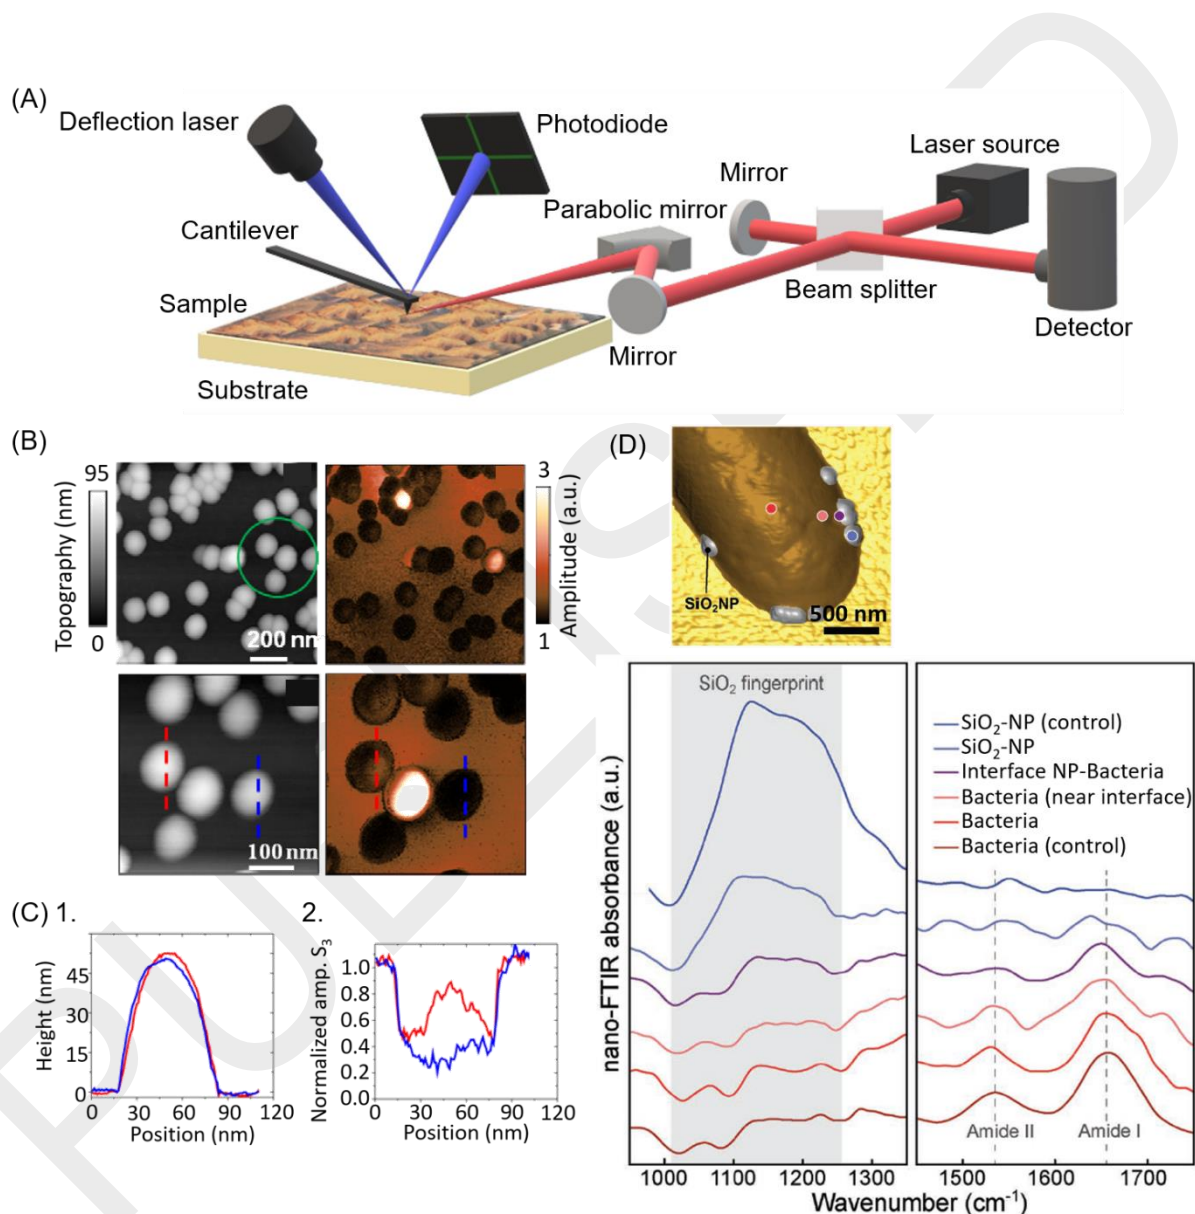 (A)
Deflection laser
Photodiode
Laser source
Mirror
Parabolic mirror
Cantilever
Sample
Beam splitter
Mirror
Detector
Substrate
(B)
95
Topography (nm)
0
200 nm
3
Amplitude (a.u.)
1
100 nm
(C) 1.
Height (nm)
45
30
15
0
0 30 60 90 120
Position (nm)
2.
Normalized amp. S₃
1.0
0.8
0.6
0.4
0.2
0.0
0 30 60 90 120
Position (nm)
(D)
SiO₂NP
500 nm
SiO₂ fingerprint
SiO₂-NP (control)
SiO₂-NP
Interface NP-Bacteria
Bacteria (near interface)
Bacteria
Bacteria (control)
nano-FTIR absorbance (a.u.)
Amide II
Amide I
1000 1100 1200 1300 1500 1600 1700
Wavenumber (cm⁻¹)